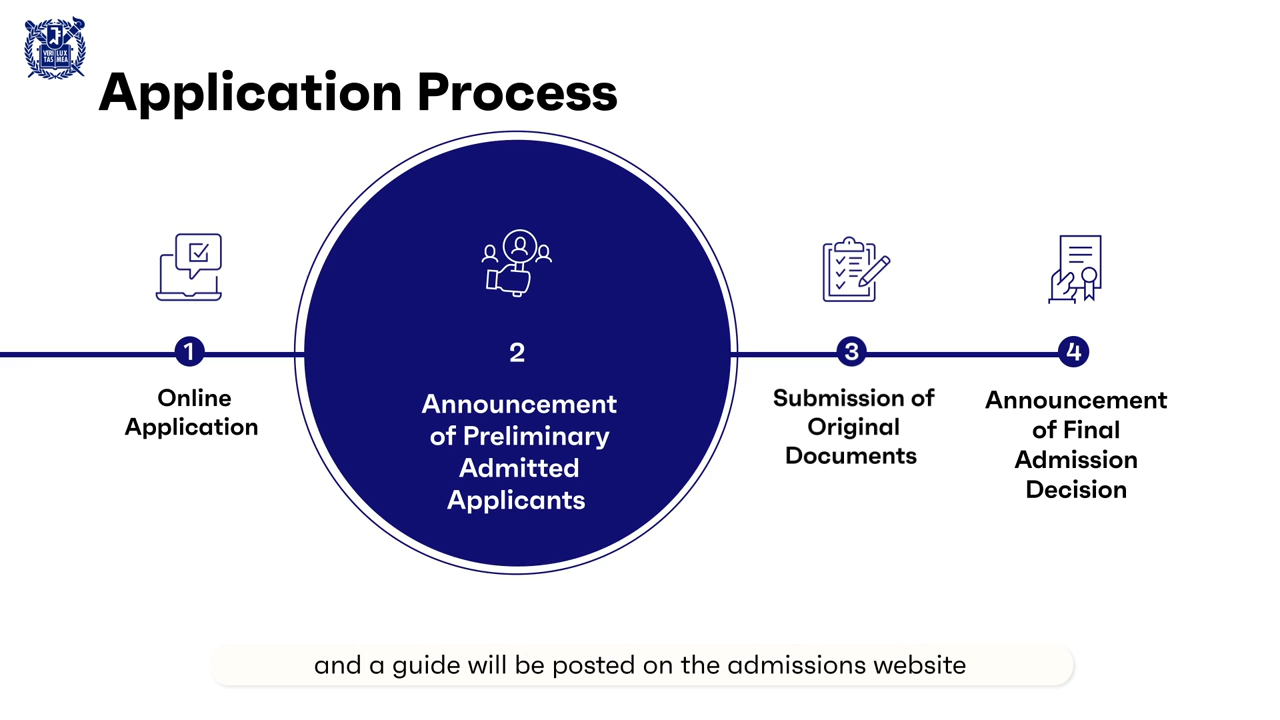 VERI LUX
TAS MEA
Application Process
1
Online
Application
2
Announcement
of Preliminary
Admitted
Applicants
3
Submission of
Original
Documents
4
Announcement
of Final
Admission
Decision
and a guide will be posted on the admissions website